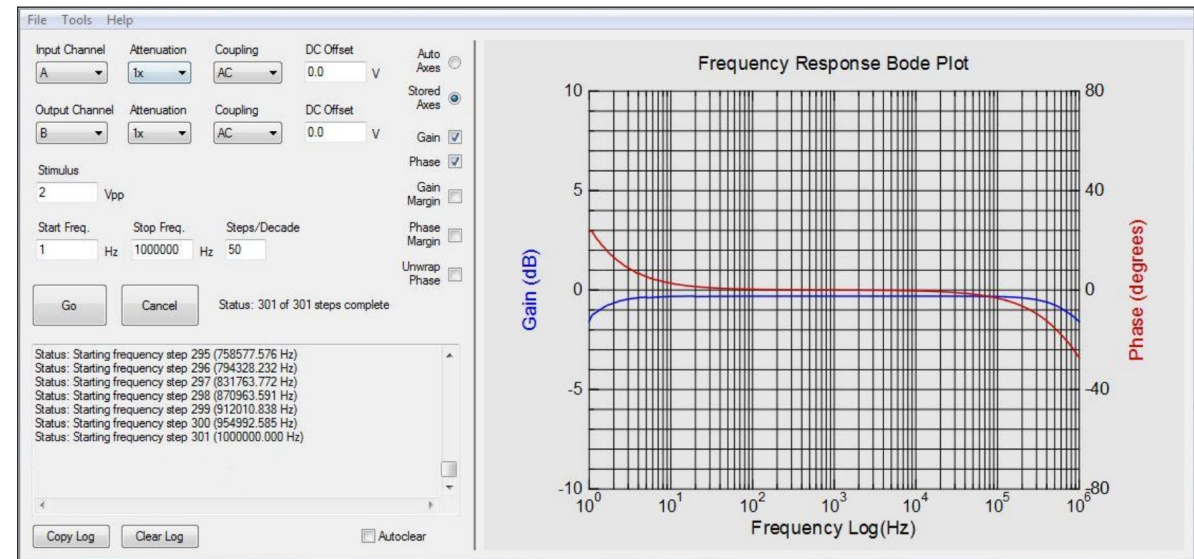 File Tools Help
Input Channel Attenuation Coupling DC Offset
A 1x AC 0.0 V
Output Channel Attenuation Coupling DC Offset
B 1x AC 0.0 V
Stimulus
2 Vpp
Start Freq. Stop Freq. Steps/Decade
1 Hz 1000000 Hz 50
Go Cancel Status: 301 of 301 steps complete
Auto
Axes
Stored
Axes
Gain
Phase
Gain
Margin
Phase
Margin
Unwrap
Phase
Status: Starting frequency step 295 (758577.576 Hz)
Status: Starting frequency step 296 (794328.232 Hz)
Status: Starting frequency step 297 (831763.772 Hz)
Status: Starting frequency step 298 (870963.591 Hz)
Status: Starting frequency step 299 (912010.838 Hz)
Status: Starting frequency step 300 (954992.585 Hz)
Status: Starting frequency step 301 (1000000.000 Hz)
Copy Log Clear Log Autoclear
Frequency Response Bode Plot
Gain (dB)
10
5
0
-5
-10
80
40
0
-40
-80
Phase (degrees)
10⁰ 10¹ 10² 10³ 10⁴ 10⁵ 10⁶
Frequency Log(Hz)